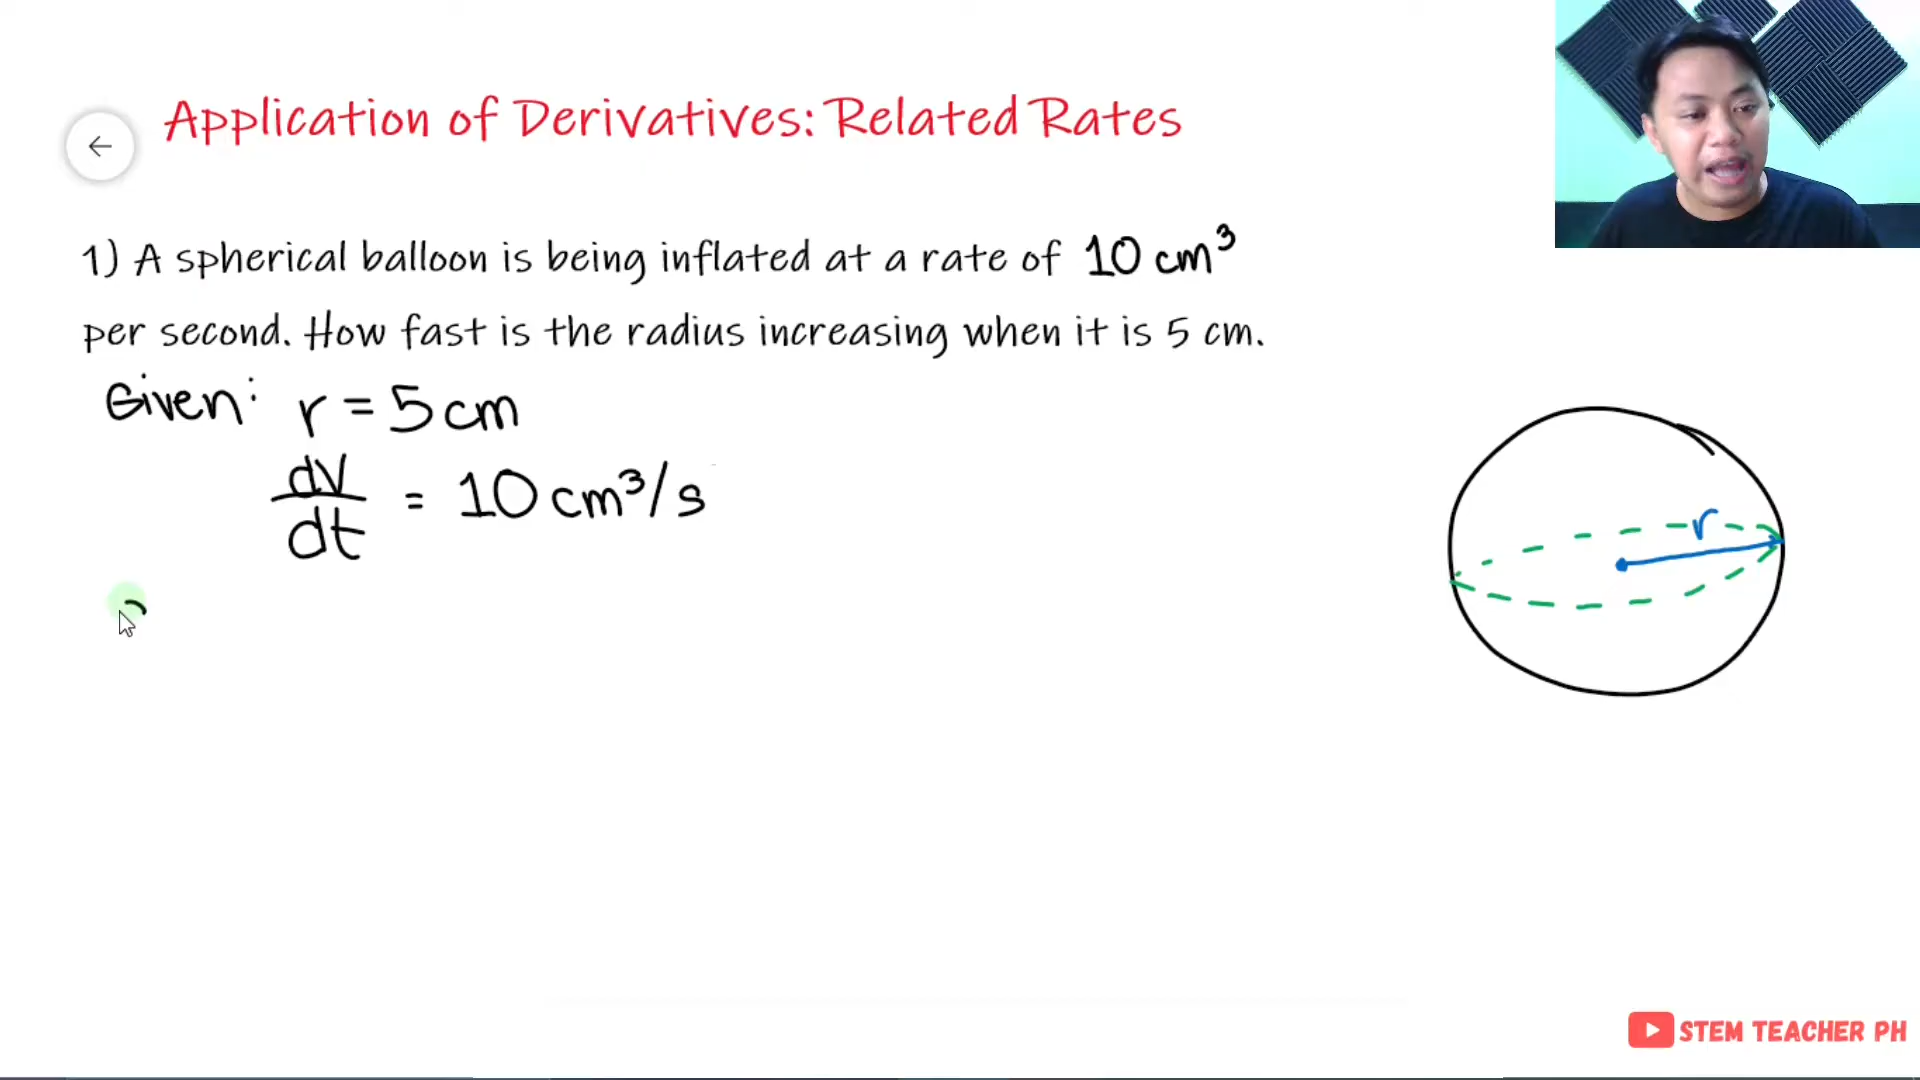 Application of Derivatives: Related Rates
1) A spherical balloon is being inflated at a rate of 10 cm³
per second. How fast is the radius increasing when it is 5 cm.
Given: r = 5 cm
dV/dt = 10 cm³/s
r
STEM TEACHER PH